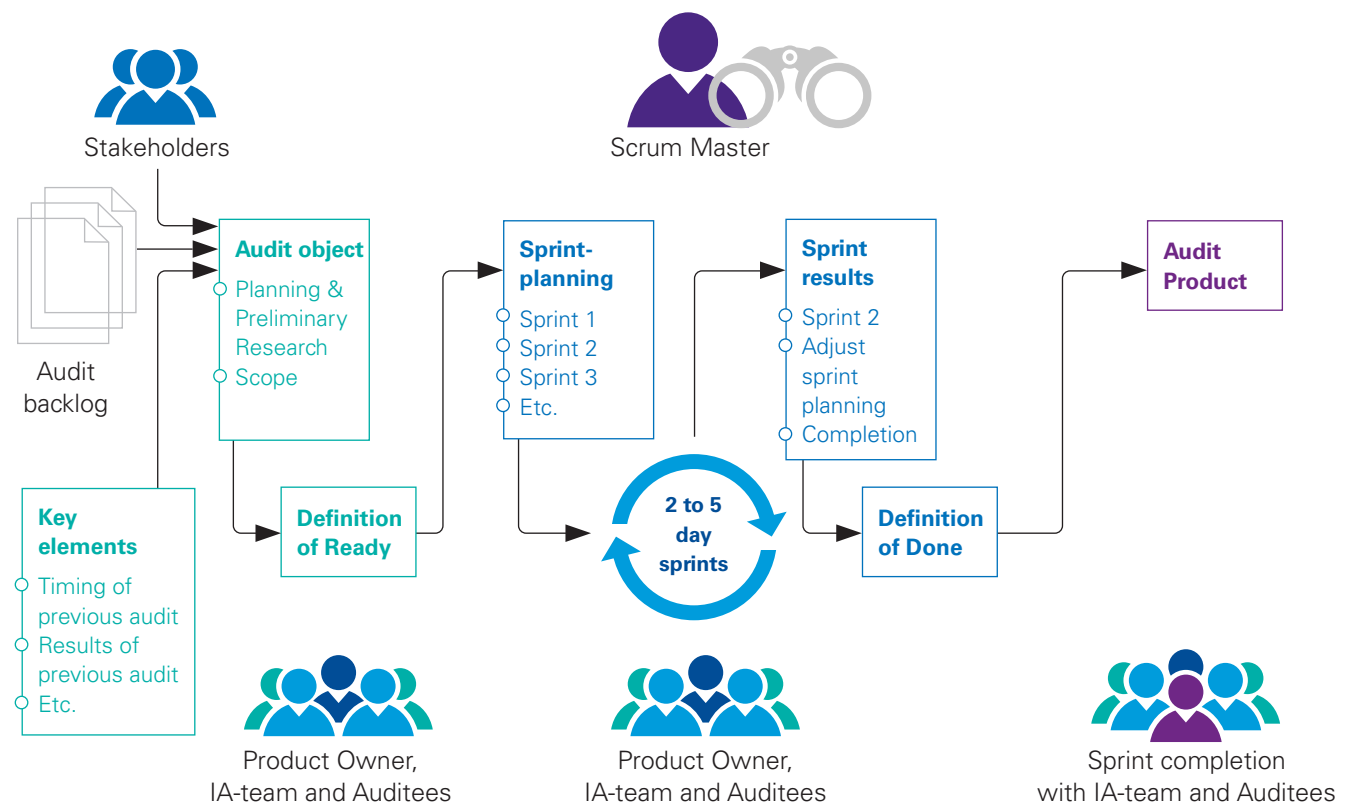 Stakeholders
Scrum Master
Audit
backlog
Audit object
Planning &
Preliminary
Research
Scope
Sprint-
planning
Sprint 1
Sprint 2
Sprint 3
Etc.
Sprint
results
Sprint 2
Adjust
sprint
planning
Completion
Audit
Product
Key
elements
Timing of
previous audit
Results of
previous audit
Etc.
Definition
of Ready
2 to 5
day
sprints
Definition
of Done
Product Owner,
IA-team and Auditees
Product Owner,
IA-team and Auditees
Sprint completion
with IA-team and Auditees